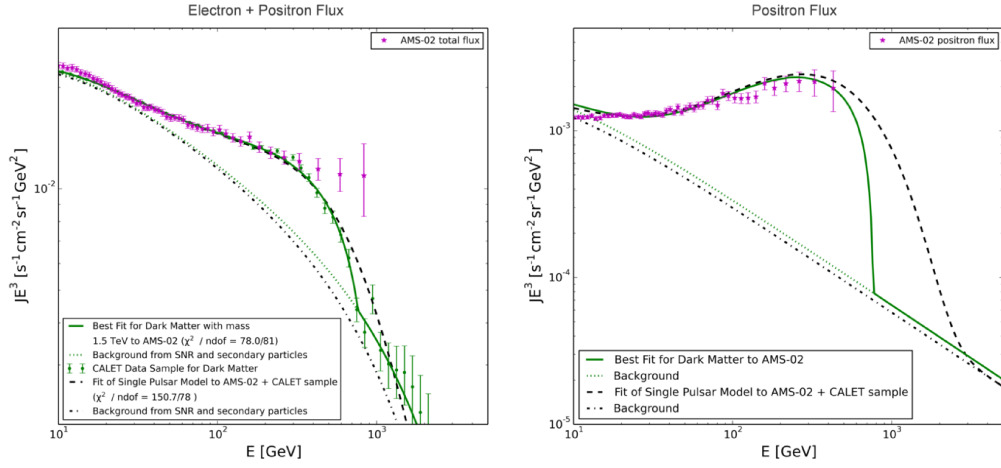 Electron + Positron Flux
AMS-02 total flux
JE³ [s⁻¹cm⁻²sr⁻¹GeV²]
10⁻²
Best Fit for Dark Matter with mass
1.5 TeV to AMS-02 (χ² / ndof = 78.0/81)
Background from SNR and secondary particles
CALET Data Sample for Dark Matter
Fit of Single Pulsar Model to AMS-02 + CALET sample
(χ² / ndof = 150.7/78 )
Background from SNR and secondary particles
10¹ 10² 10³
E [GeV]
Positron Flux
AMS-02 positron flux
JE³ [s⁻¹cm⁻²sr⁻¹GeV²]
10⁻³
10⁻⁴
10⁻⁵
Best Fit for Dark Matter to AMS-02
Background
Fit of Single Pulsar Model to AMS-02 + CALET sample
Background
10¹ 10² 10³
E [GeV]